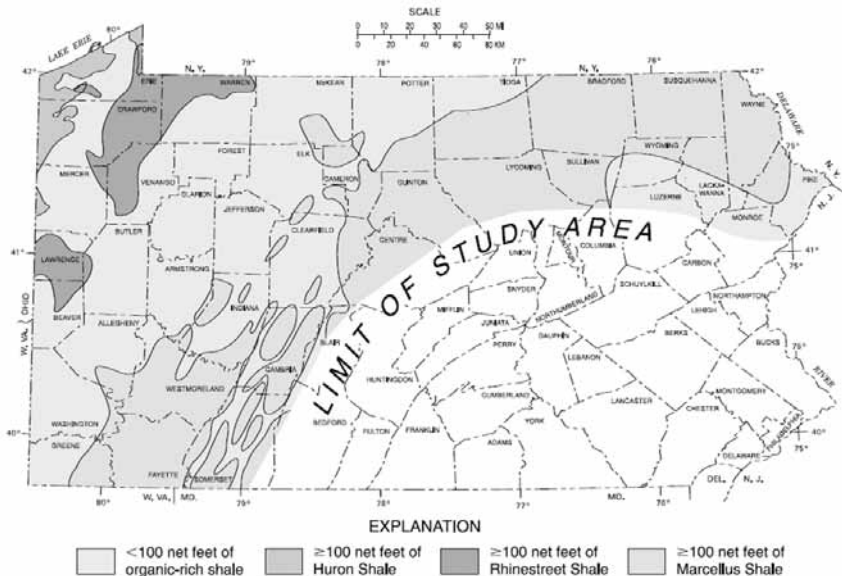 SCALE
0 10 20 30 40 50 MI
0 20 40 60 80 KM
LAKE ERIE
80°
79°
N. Y.
78°
77°
N. Y.
76°
42°
42°
ERIE
WARREN
McKEAN
POTTER
TIOGA
BRADFORD
SUSQUEHANNA
WAYNE
DELAWARE
CRAWFORD
75°
FOREST
ELK
CAMERON
WYOMING
N. Y.
N. J.
MERCER
VENANGO
CLARION
CLINTON
LYCOMING
SULLIVAN
LUZERNE
LACKA-
WANNA
PIKE
JEFFERSON
CLEARFIELD
CENTRE
MONROE
41°
BUTLER
41°
75°
LIMIT OF STUDY AREA
LAWRENCE
ARMSTRONG
UNION
MONTOUR
COLUMBIA
CARBON
SNYDER
SCHUYLKILL
NORTHAMPTON
W. VA. OHIO
BEAVER
ALLEGHENY
INDIANA
MIFFLIN
NORTHUMBERLAND
LEHIGH
BLAIR
JUNIATA
PERRY
DAUPHIN
BERKS
75°
BUCKS
CAMBRIA
LEBANON
WESTMORELAND
HUNTINGDON
CUMBERLAND
LANCASTER
MONTGOMERY
RIVER
WASHINGTON
BEDFORD
FULTON
FRANKLIN
YORK
CHESTER
PHILADELPHIA
40°
40°
GREENE
ADAMS
DELAWARE
75°
FAYETTE
SOMERSET
DEL.
N. J.
80°
W. VA.
MD.
79°
78°
77°
MD.
76°
EXPLANATION
<100 net feet of
organic-rich shale
≥100 net feet of
Huron Shale
≥100 net feet of
Rhinestreet Shale
≥100 net feet of
Marcellus Shale